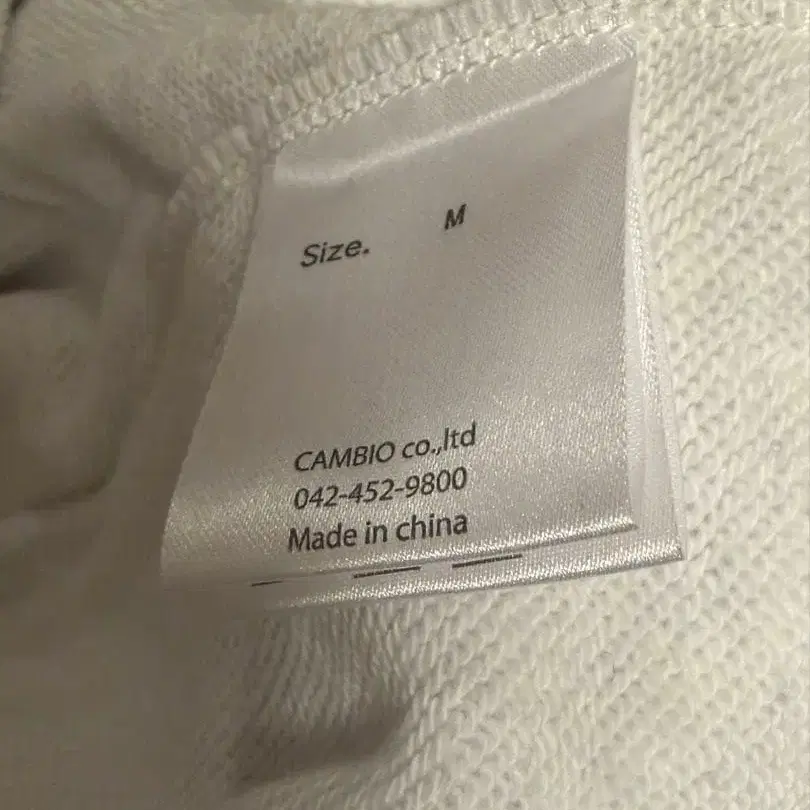 Size. M
CAMBIO co.,ltd
042-452-9800
Made in china